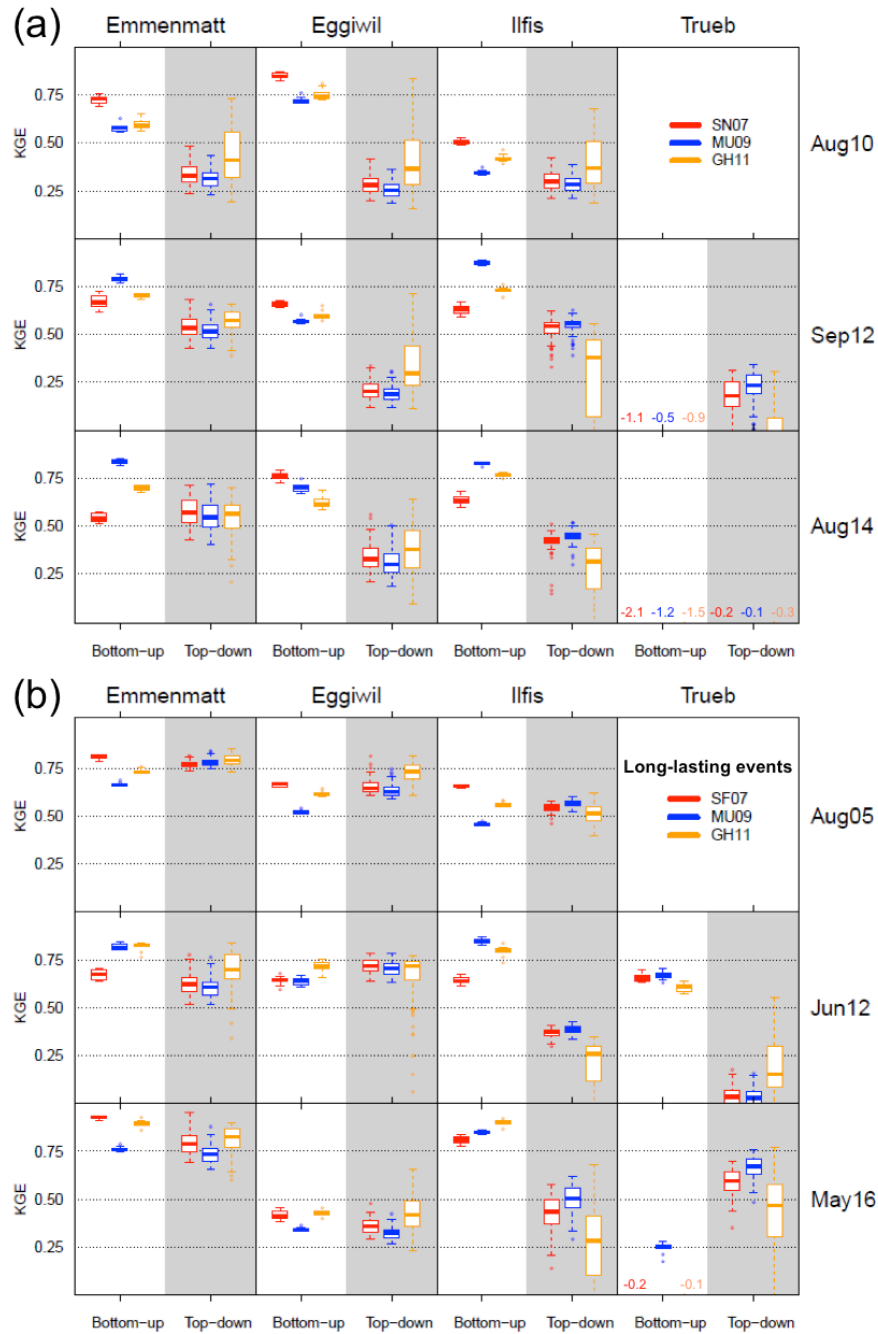 (a)
Emmenmatt Eggiwil Ilfis Trueb
KGE 0.75 0.50 0.25 SN07 MU09 GH11 Aug10
KGE 0.75 0.50 0.25 -1.1 -0.5 -0.9 Sep12
KGE 0.75 0.50 0.25 -2.1 -1.2 -1.5 -0.2 -0.1 -0.3 Aug14
Bottom-up Top-down Bottom-up Top-down Bottom-up Top-down Bottom-up Top-down
(b)
Emmenmatt Eggiwil Ilfis Trueb
KGE 0.75 0.50 0.25 Long-lasting events SF07 MU09 GH11 Aug05
KGE 0.75 0.50 0.25 Jun12
KGE 0.75 0.50 0.25 -0.2 -0.1 May16
Bottom-up Top-down Bottom-up Top-down Bottom-up Top-down Bottom-up Top-down